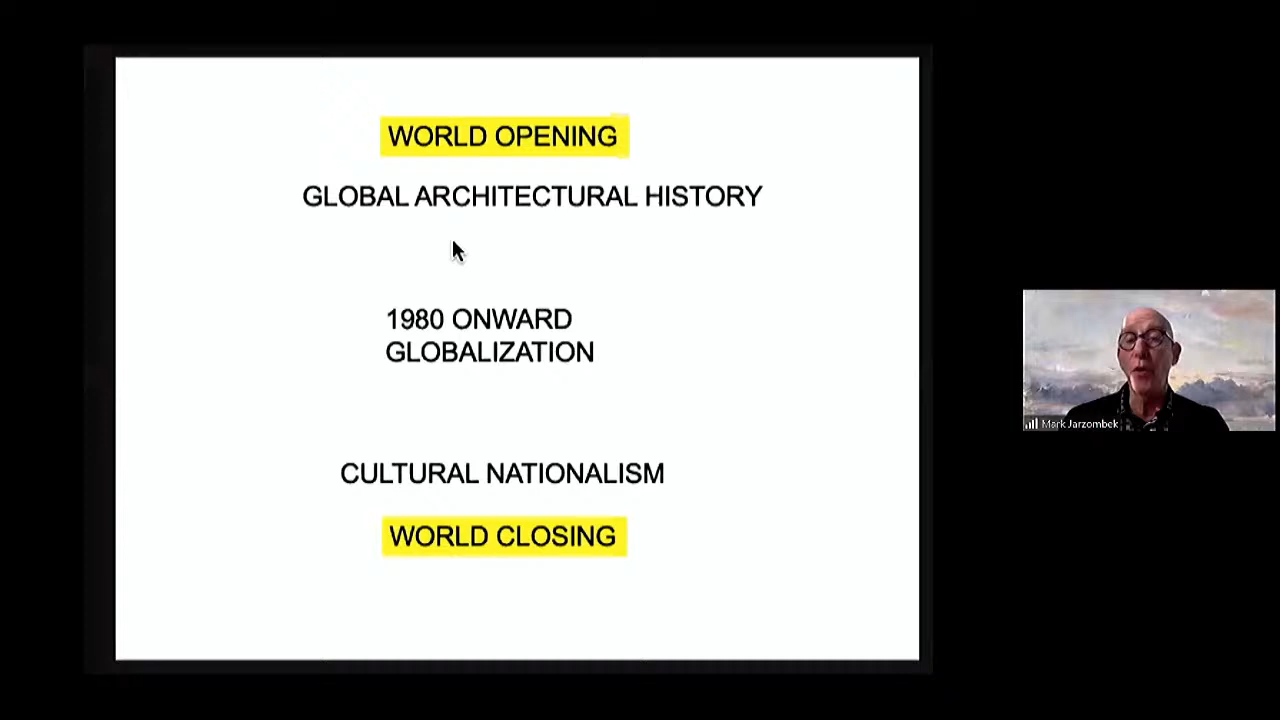 WORLD OPENING
GLOBAL ARCHITECTURAL HISTORY
1980 ONWARD
GLOBALIZATION
CULTURAL NATIONALISM
WORLD CLOSING
Mark Jarzombek